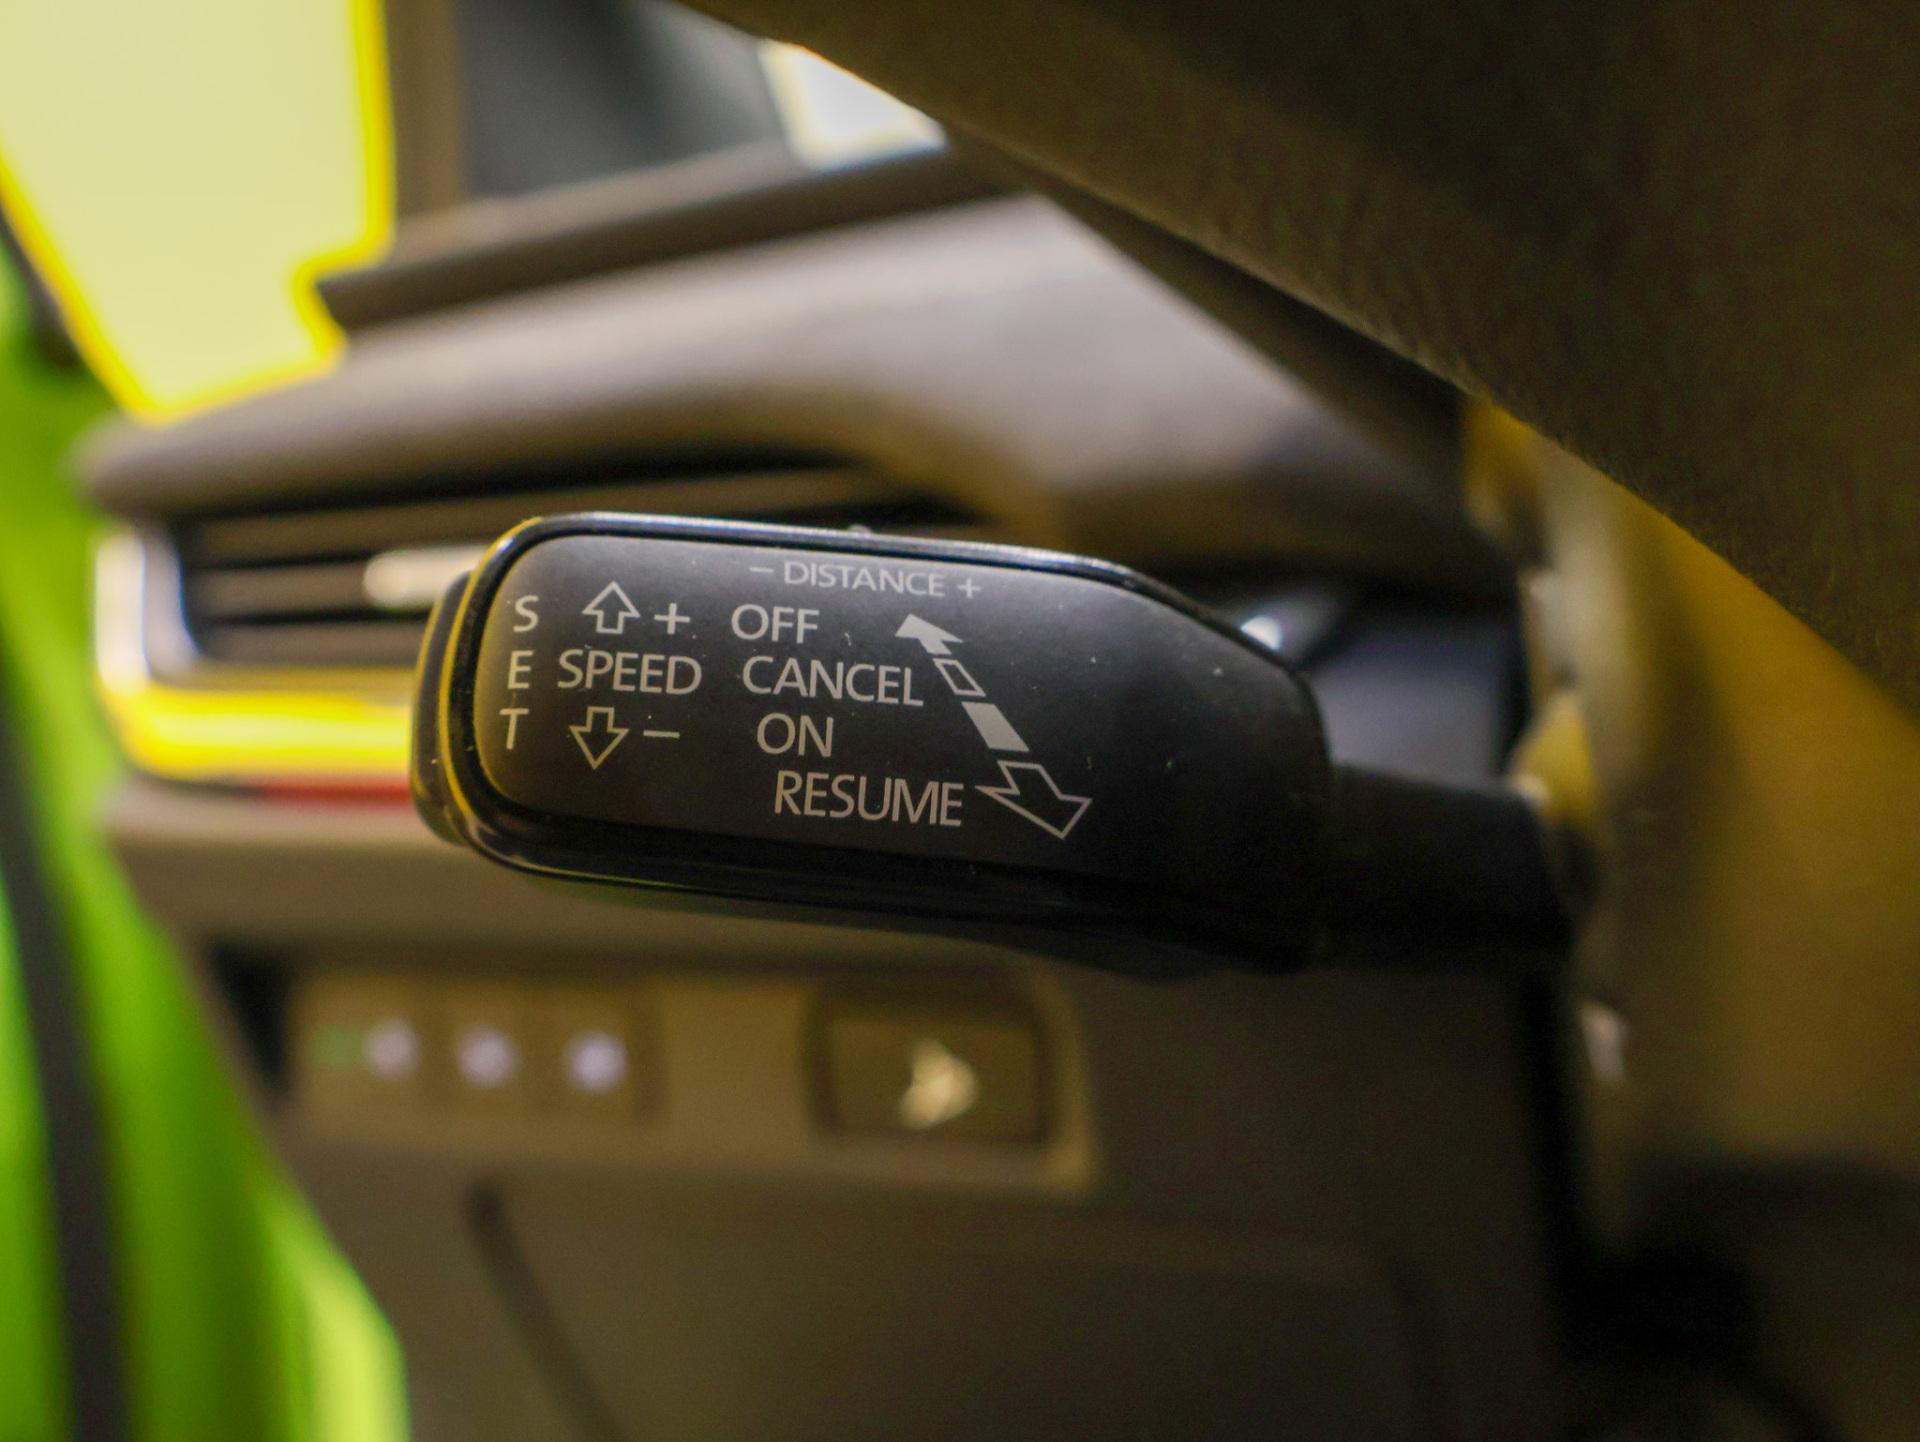 – DISTANCE +
S + OFF
E SPEED CANCEL
T – ON
RESUME